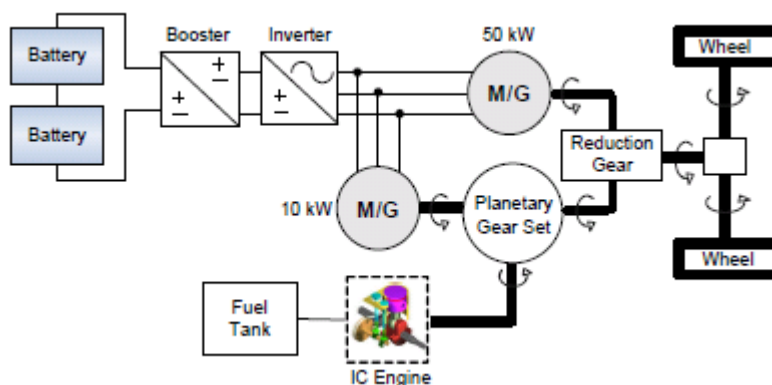 Battery
Battery
Booster
Inverter
50 kW
M/G
Wheel
Reduction
Gear
10 kW
M/G
Planetary
Gear Set
Wheel
Fuel
Tank
IC Engine